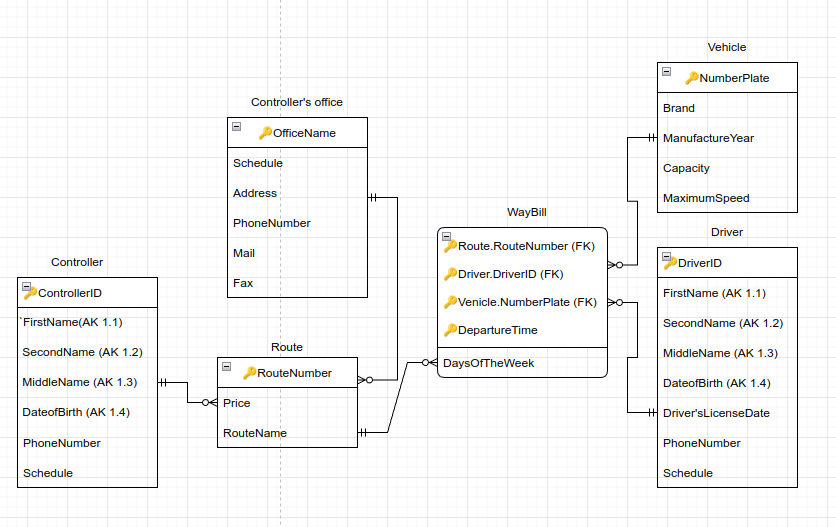 Vehicle
NumberPlate
Brand
ManufactureYear
Capacity
MaximumSpeed
Controller's office
OfficeName
Schedule
Address
PhoneNumber
Mail
Fax
WayBill
Route.RouteNumber (FK)
Driver.DriverID (FK)
Venicle.NumberPlate (FK)
DepartureTime
DaysOfTheWeek
Driver
DriverID
FirstName (AK 1.1)
SecondName (AK 1.2)
MiddleName (AK 1.3)
DateofBirth (AK 1.4)
Driver'sLicenseDate
PhoneNumber
Schedule
Controller
ControllerID
`FirstName(AK 1.1)
SecondName (AK 1.2)
MiddleName (AK 1.3)
DateofBirth (AK 1.4)
PhoneNumber
Schedule
Route
RouteNumber
Price
RouteName